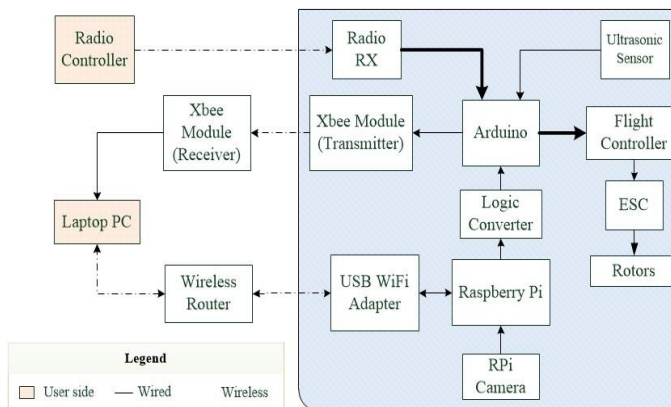 Radio
Controller
Radio
RX
Ultrasonic
Sensor
Xbee
Module
(Receiver)
Xbee Module
(Transmitter)
Arduino
Flight
Controller
Laptop PC
Logic
Converter
ESC
Wireless
Router
USB WiFi
Adapter
Raspberry Pi
Rotors
RPi
Camera
Legend
User side
Wired
Wireless